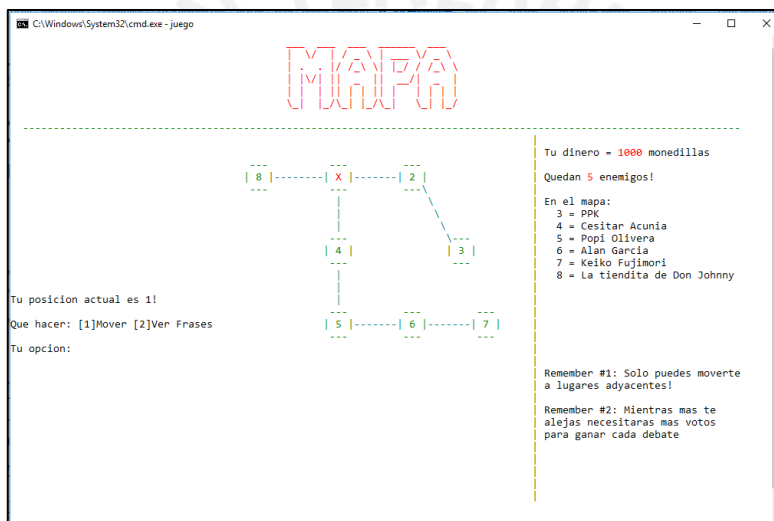 C:\Windows\System32\cmd.exe - juego
MAPA
Tu dinero = 1000 monedillas
8 X 2
Quedan 5 enemigos!
En el mapa:
3 = PPK
4 = Cesitar Acunia
5 = Popi Olivera
6 = Alan Garcia
7 = Keiko Fujimori
8 = La tiendita de Don Johnny
4 3
Tu posicion actual es 1!
Que hacer: [1]Mover [2]Ver Frases
5 6 7
Tu opcion:
Remember #1: Solo puedes moverte
a lugares adyacentes!
Remember #2: Mientras mas te
alejas necesitaras mas votos
para ganar cada debate